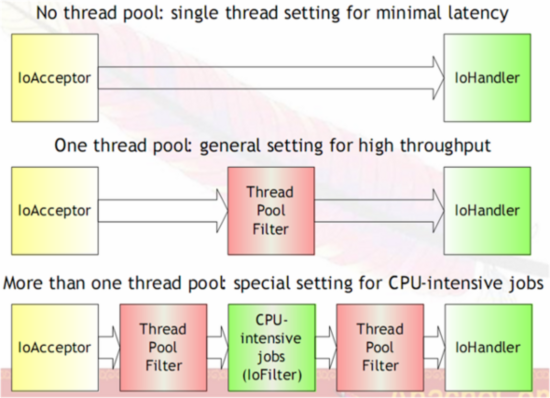 No thread pool: single thread setting for minimal latency
IoAcceptor
IoHandler
One thread pool: general setting for high throughput
IoAcceptor
Thread
Pool
Filter
IoHandler
More than one thread pool: special setting for CPU-intensive jobs
IoAcceptor
Thread
Pool
Filter
CPU-
intensive
jobs
(IoFilter)
Thread
Pool
Filter
IoHandler